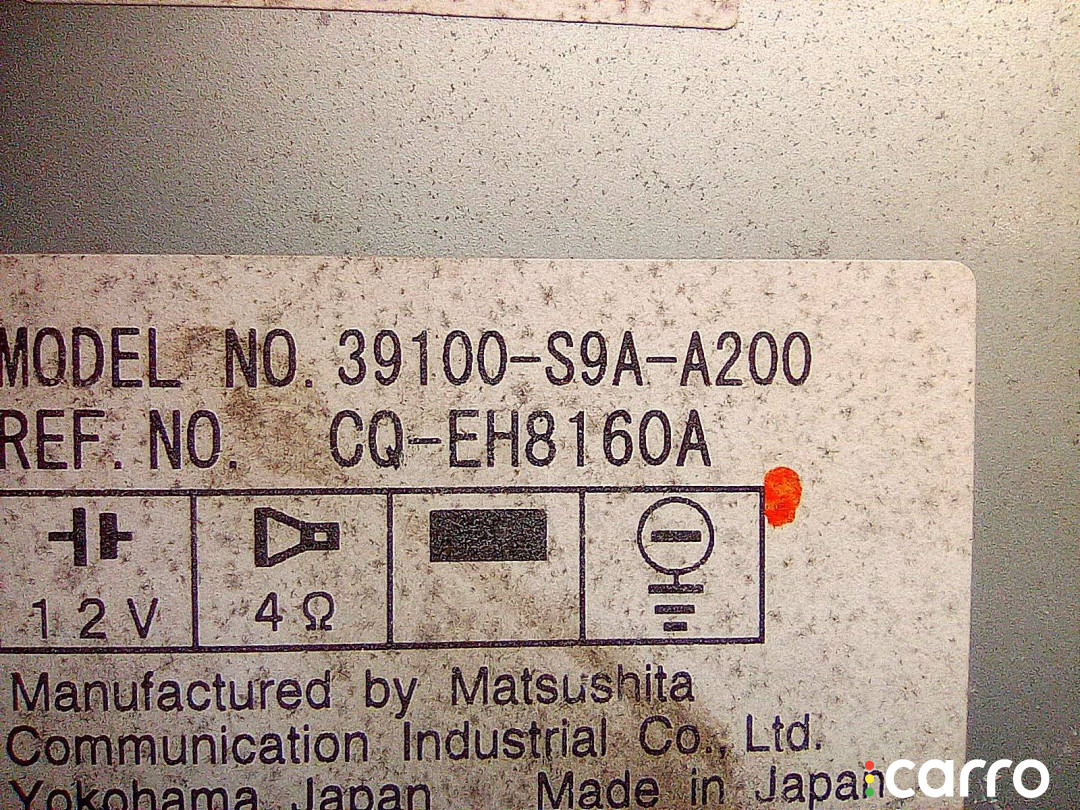 MODEL NO. 39100-S9A-A200
REF. NO. CQ-EH8160A
12V 4Ω
Manufactured by Matsushita
Communication Industrial Co., Ltd.
Yokohama, Japan Made in Japan
icarro